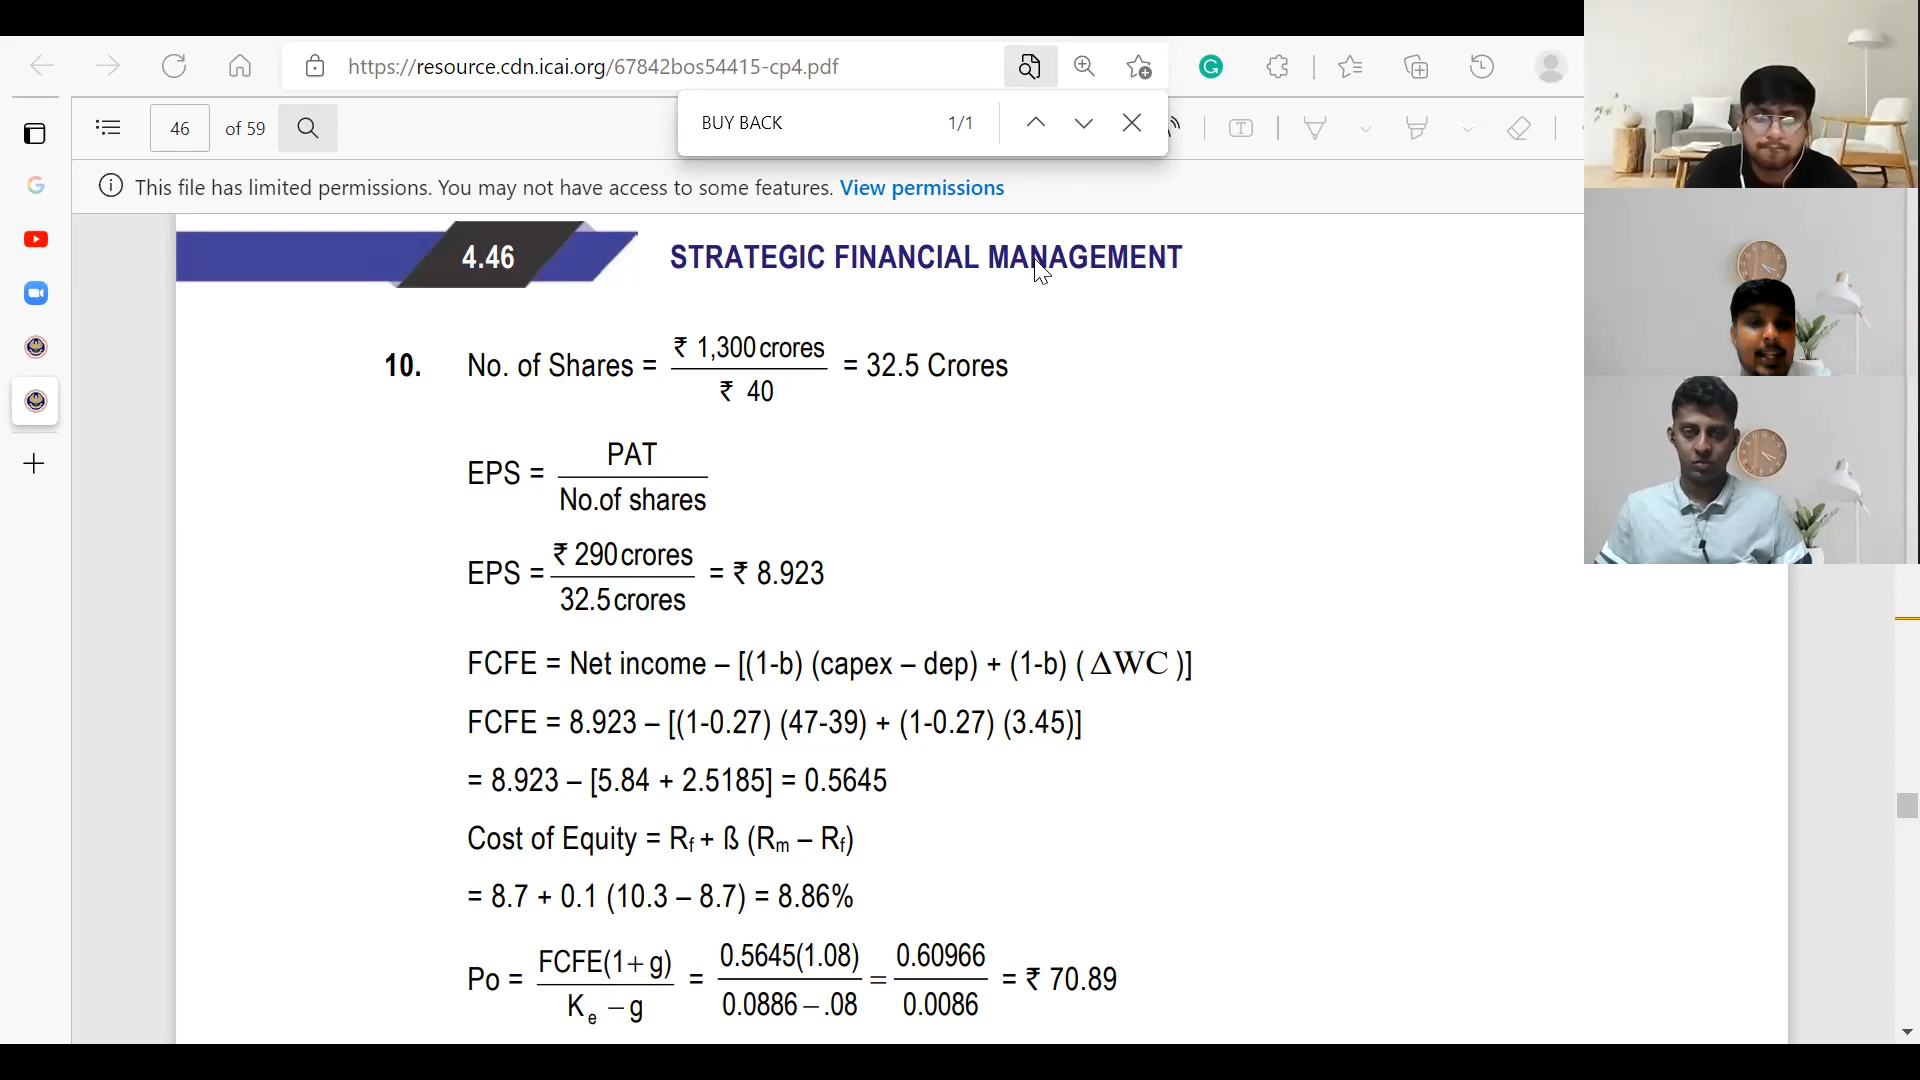 https://resource.cdn.icai.org/67842bos54415-cp4.pdf
BUY BACK 1/1
46 of 59
This file has limited permissions. You may not have access to some features. View permissions
4.46 STRATEGIC FINANCIAL MANAGEMENT
10. No. of Shares = ₹ 1,300 crores / ₹ 40 = 32.5 Crores
EPS = PAT / No.of shares
EPS = ₹ 290 crores / 32.5 crores = ₹ 8.923
FCFE = Net income – [(1-b) (capex – dep) + (1-b) ( ΔWC )]
FCFE = 8.923 – [(1-0.27) (47-39) + (1-0.27) (3.45)]
= 8.923 – [5.84 + 2.5185] = 0.5645
Cost of Equity = Rf + ß (Rm – Rf)
= 8.7 + 0.1 (10.3 – 8.7) = 8.86%
Po = FCFE(1+ g) / Ke – g = 0.5645(1.08) / 0.0886 – .08 = 0.60966 / 0.0086 = ₹ 70.89